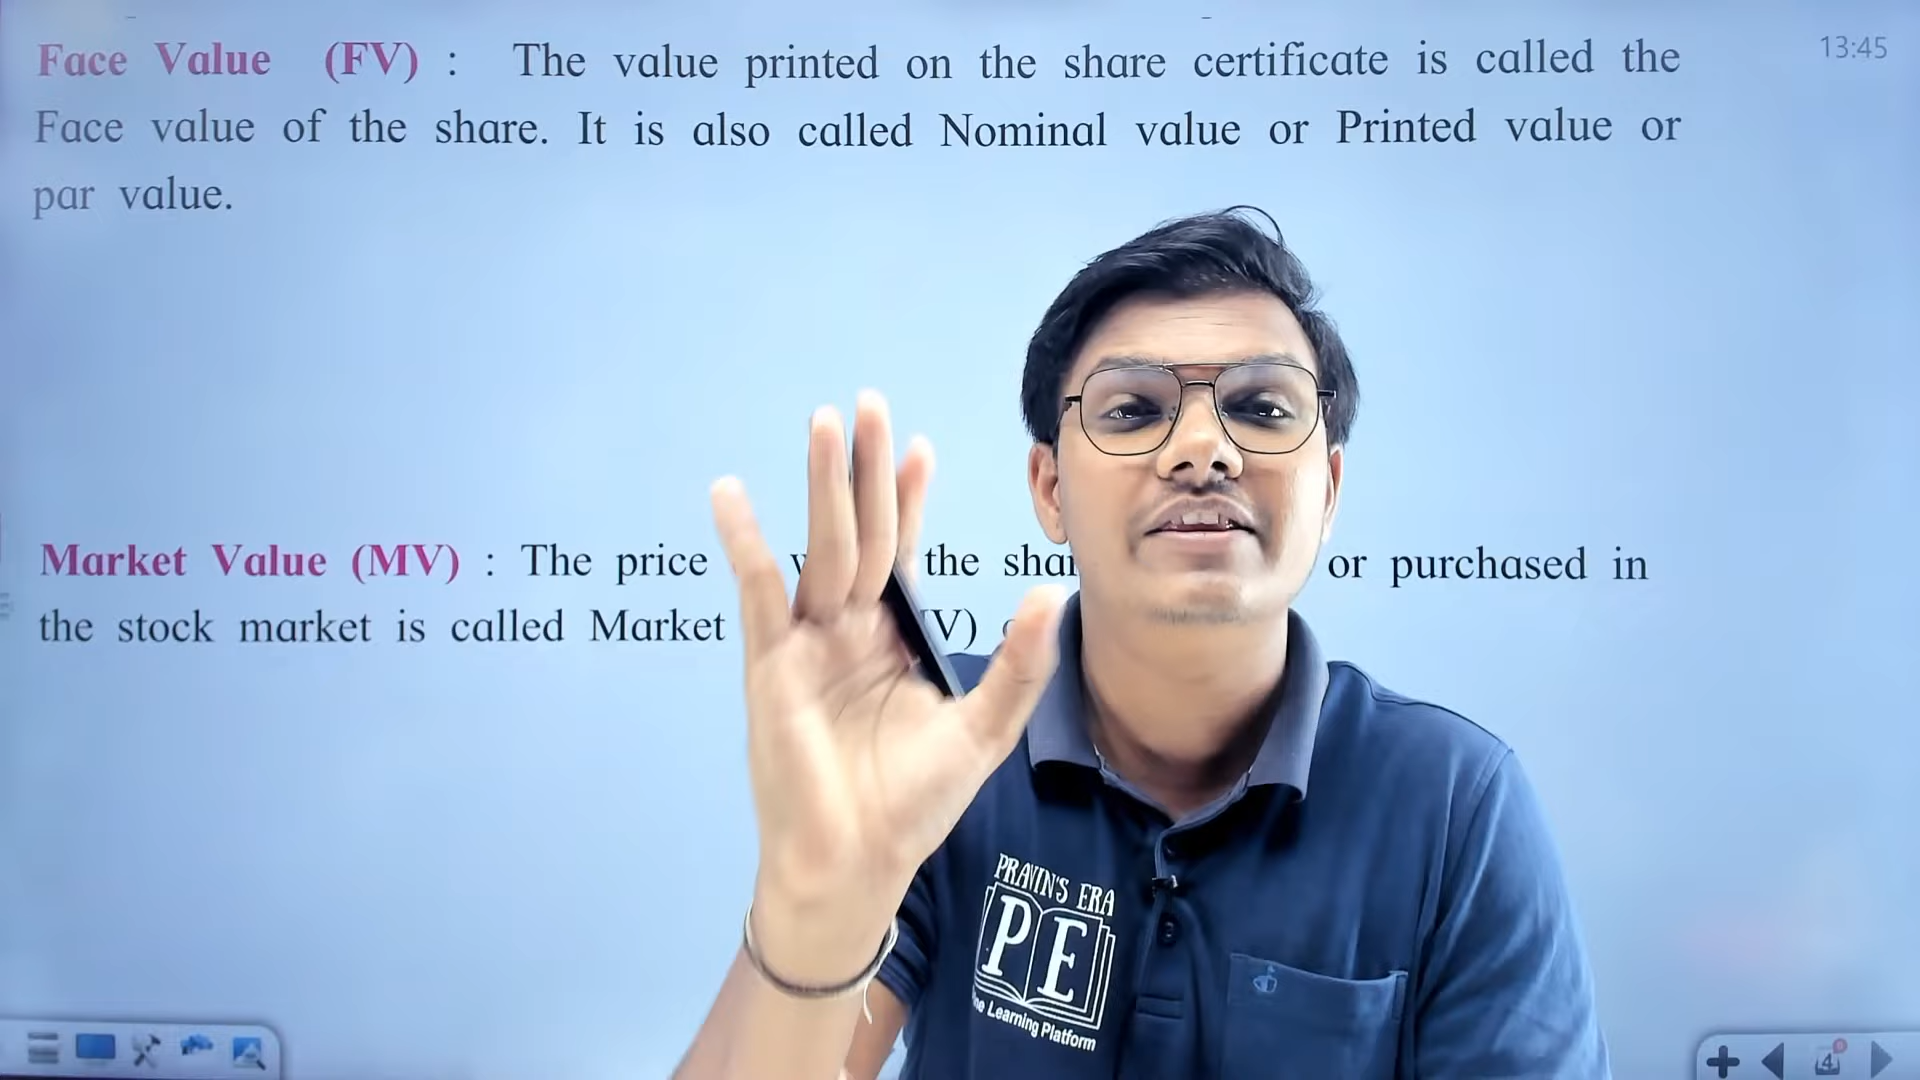 Face Value (FV) : The value printed on the share certificate is called the
13:45
Face value of the share. It is also called Nominal value or Printed value or
par value.
Market Value (MV) : The price the or purchased in
the stock market is called Market
PRAVIN'S ERA
PE
Learning Platform
4